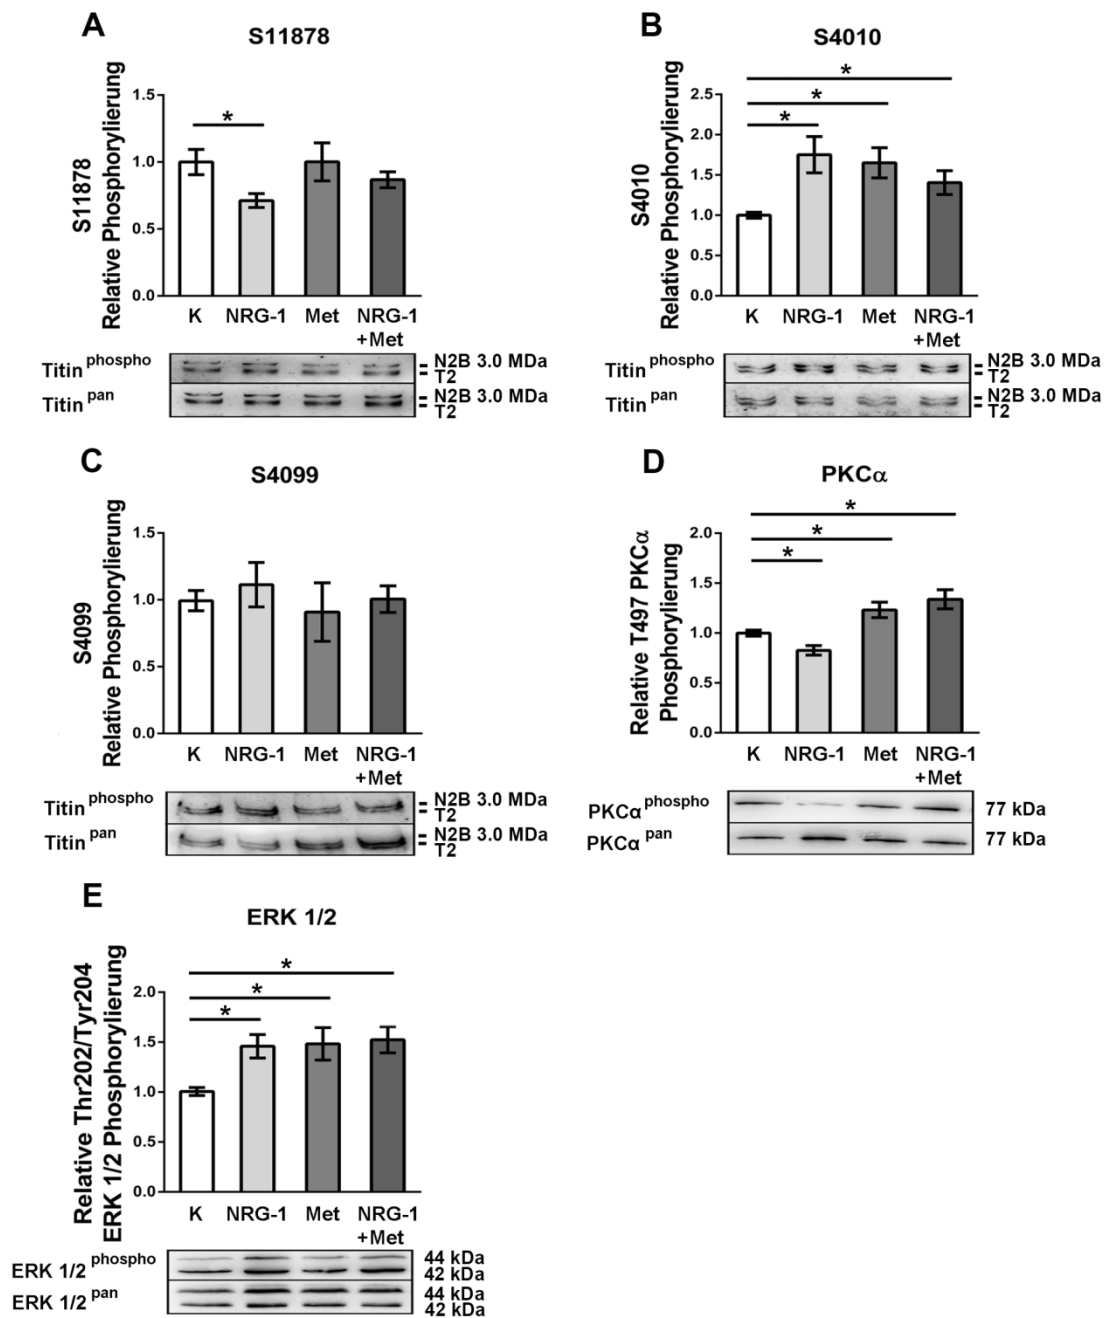 A
S11878
S11878
Relative Phosphorylierung
1.5
1.0
0.5
0.0
*
K NRG-1 Met NRG-1
+Met
Titin phospho
N2B 3.0 MDa
T2
Titin pan
N2B 3.0 MDa
T2
B
S4010
S4010
Relative Phosphorylierung
2.5
2.0
1.5
1.0
0.5
0.0
*
*
*
K NRG-1 Met NRG-1
+Met
Titin phospho
N2B 3.0 MDa
T2
Titin pan
N2B 3.0 MDa
T2
C
S4099
S4099
Relative Phosphorylierung
1.5
1.0
0.5
0.0
K NRG-1 Met NRG-1
+Met
Titin phospho
N2B 3.0 MDa
T2
Titin pan
N2B 3.0 MDa
T2
D
PKCα
Relative T497 PKCα
Phosphorylierung
2.0
1.5
1.0
0.5
0.0
*
*
*
K NRG-1 Met NRG-1
+Met
PKCα phospho
77 kDa
PKCα pan
77 kDa
E
ERK 1/2
Relative Thr202/Tyr204
ERK 1/2 Phosphorylierung
2.0
1.5
1.0
0.5
0.0
*
*
*
K NRG-1 Met NRG-1
+Met
ERK 1/2 phospho
44 kDa
42 kDa
ERK 1/2 pan
44 kDa
42 kDa